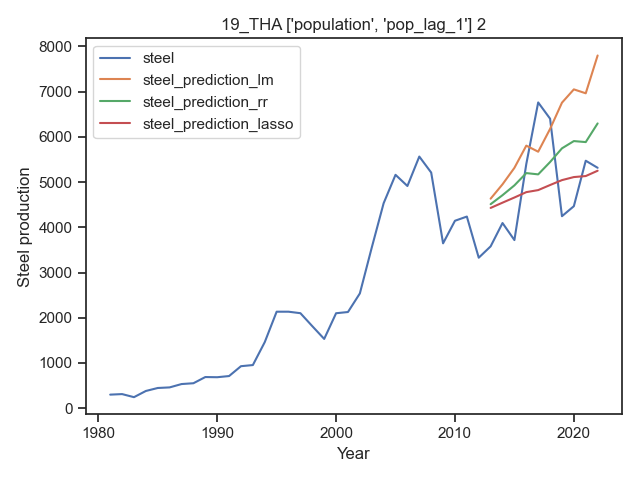 19_THA ['population', 'pop_lag_1'] 2
steel
steel_prediction_lm
steel_prediction_rr
steel_prediction_lasso
Steel production
8000
7000
6000
5000
4000
3000
2000
1000
0
1980
1990
2000
2010
2020
Year